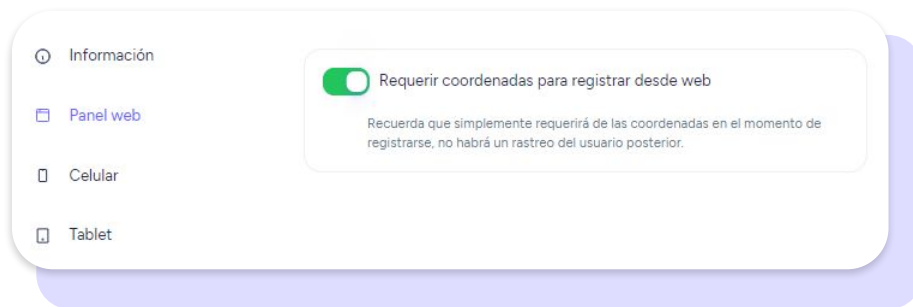 Información
Panel web
Celular
Tablet
Requerir coordenadas para registrar desde web
Recuerda que simplemente requerirá de las coordenadas en el momento de
registrarse, no habrá un rastreo del usuario posterior.